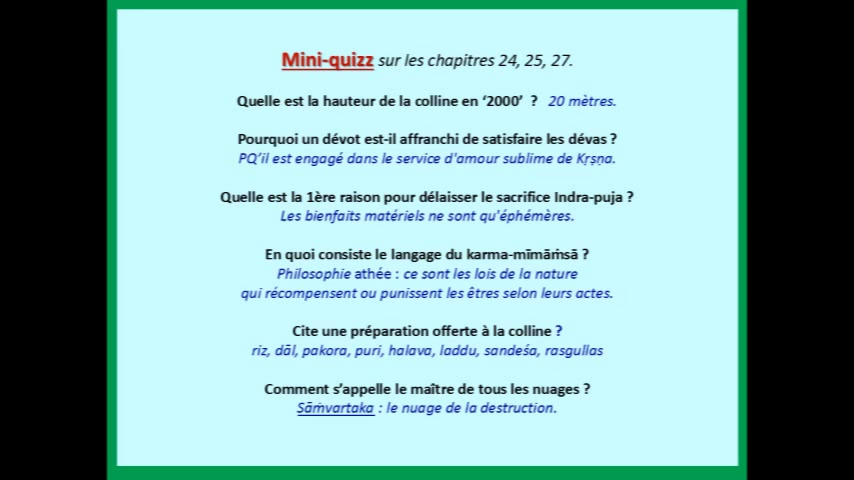 Mini-quizz sur les chapitres 24, 25, 27.
Quelle est la hauteur de la colline en ‘2000’ ? 20 mètres.
Pourquoi un dévot est-il affranchi de satisfaire les dévas ?
PQ’il est engagé dans le service d'amour sublime de Kṛṣṇa.
Quelle est la 1ère raison pour délaisser le sacrifice Indra-puja ?
Les bienfaits matériels ne sont qu'éphémères.
En quoi consiste le langage du karma-mīmāṁsā ?
Philosophie athée : ce sont les lois de la nature
qui récompensent ou punissent les êtres selon leurs actes.
Cite une préparation offerte à la colline ?
riz, dāl, pakora, puri, halava, laddu, sandeśa, rasgullas
Comment s’appelle le maître de tous les nuages ?
Sāṁvartaka : le nuage de la destruction.